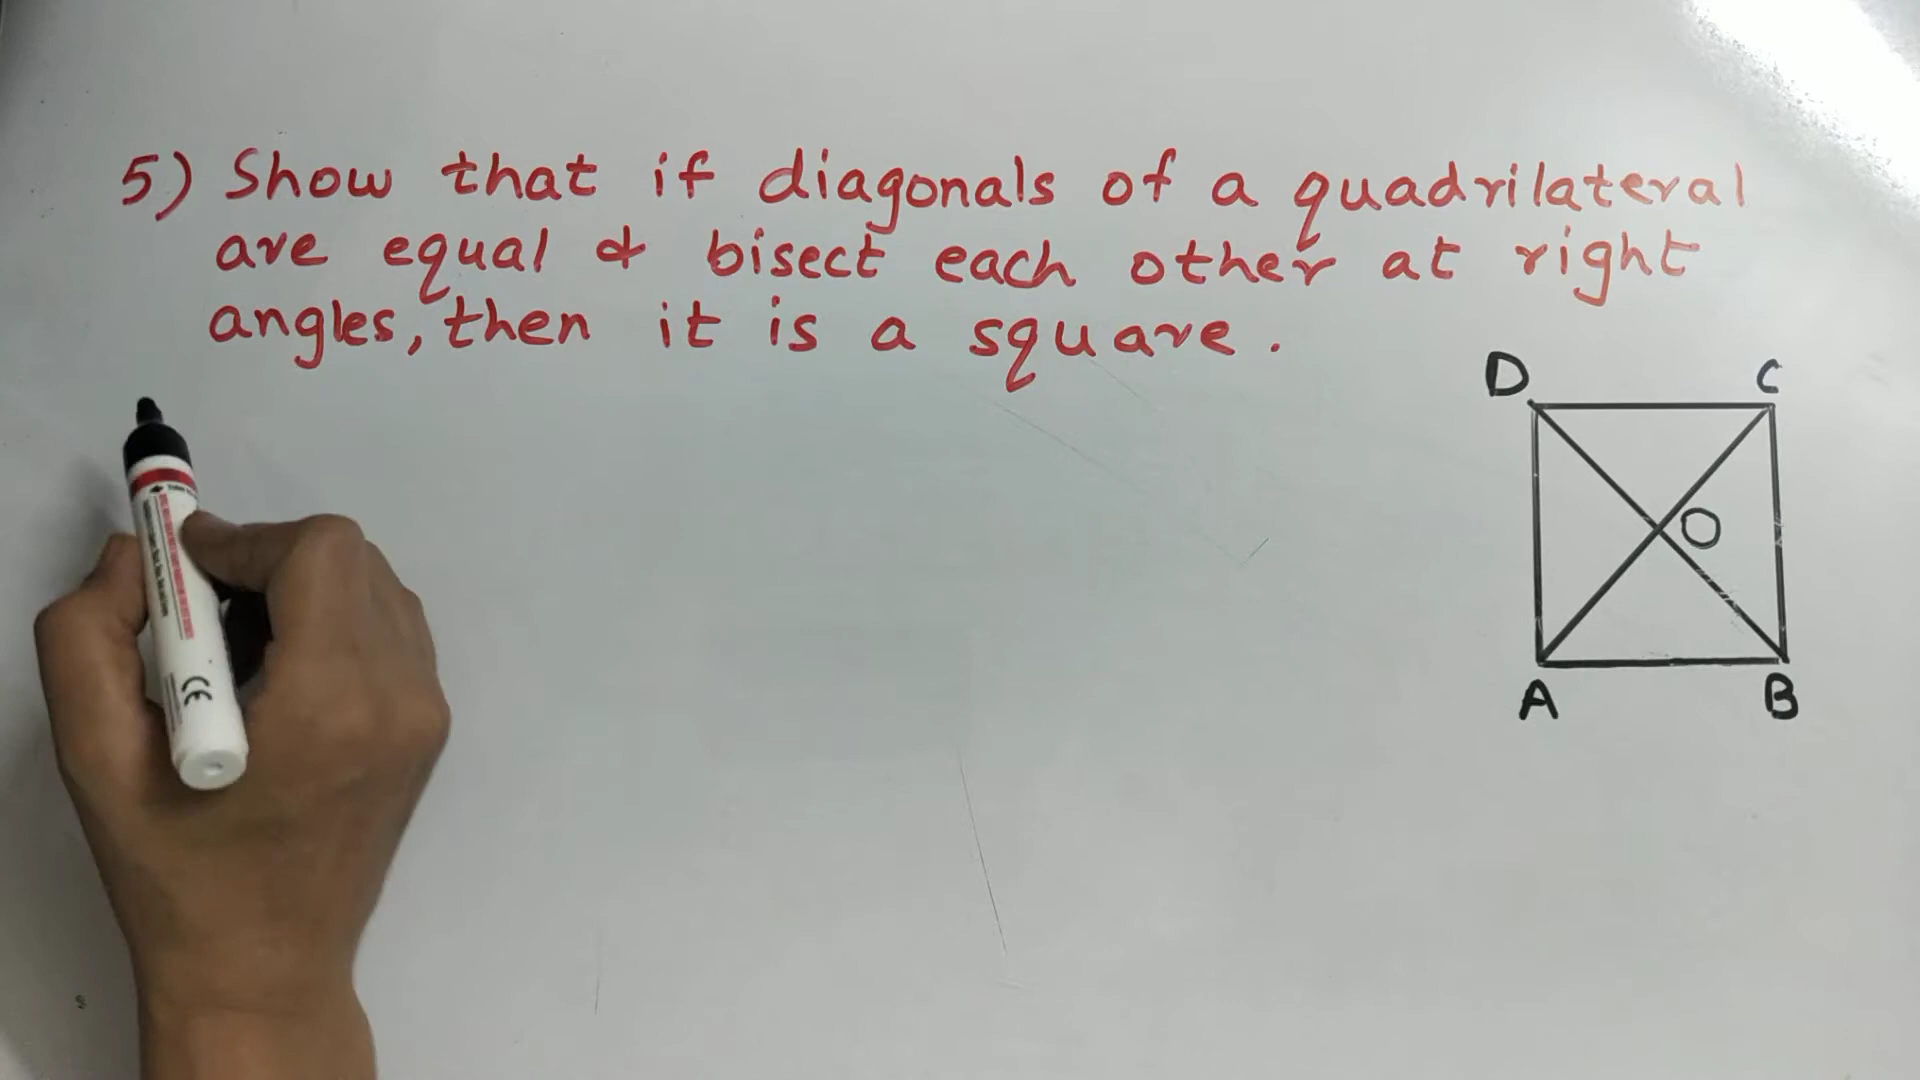 5) Show that if diagonals of a quadrilateral
are equal & bisect each other at right
angles, then it is a square.
D C
O
A B
CE